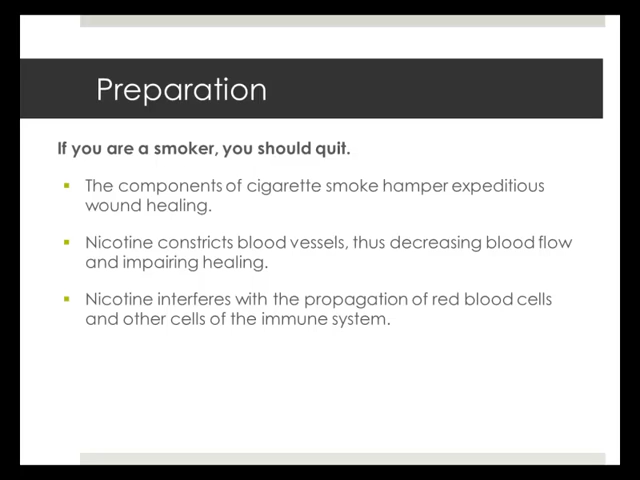 Preparation
If you are a smoker, you should quit.
The components of cigarette smoke hamper expeditious
wound healing.
Nicotine constricts blood vessels, thus decreasing blood flow
and impairing healing.
Nicotine interferes with the propagation of red blood cells
and other cells of the immune system.